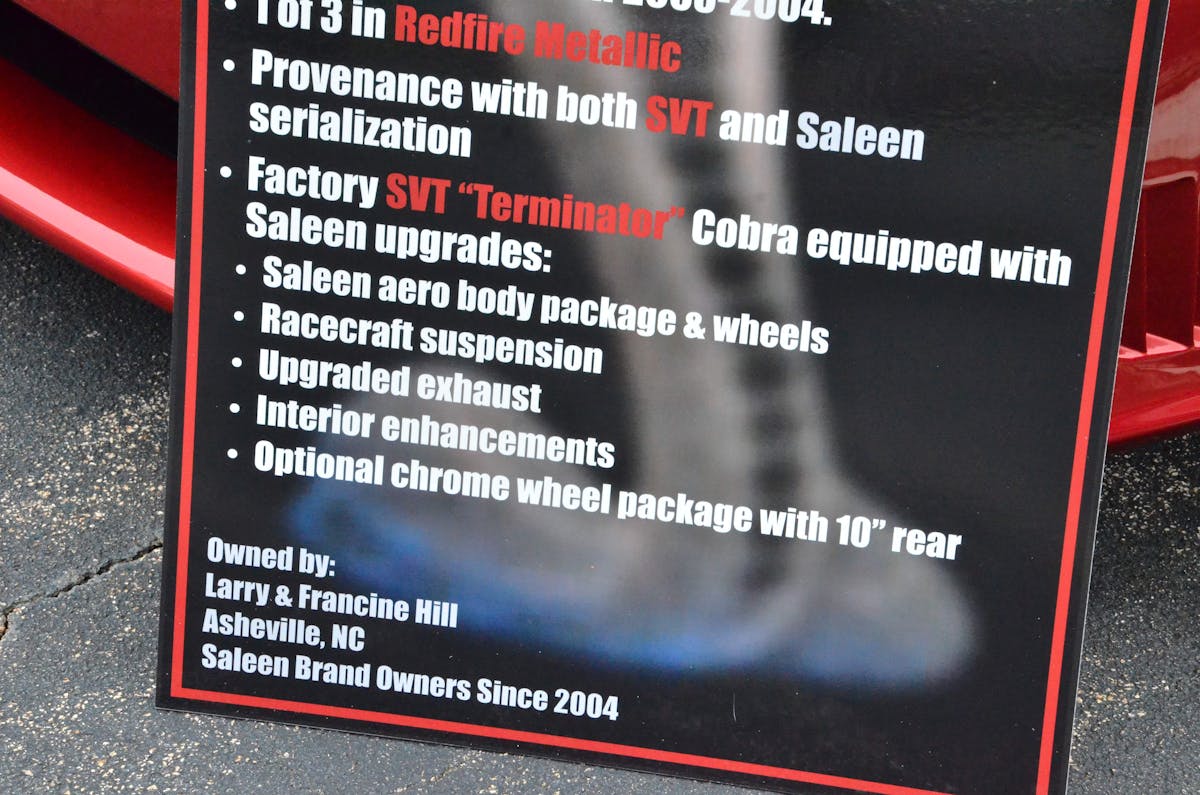 2004.
• 1 of 3 in Redfire Metallic
• Provenance with both SVT and Saleen
serialization
• Factory SVT “Terminator” Cobra equipped with
Saleen upgrades:
• Saleen aero body package & wheels
• Racecraft suspension
• Upgraded exhaust
• Interior enhancements
• Optional chrome wheel package with 10” rear
Owned by:
Larry & Francine Hill
Asheville, NC
Saleen Brand Owners Since 2004